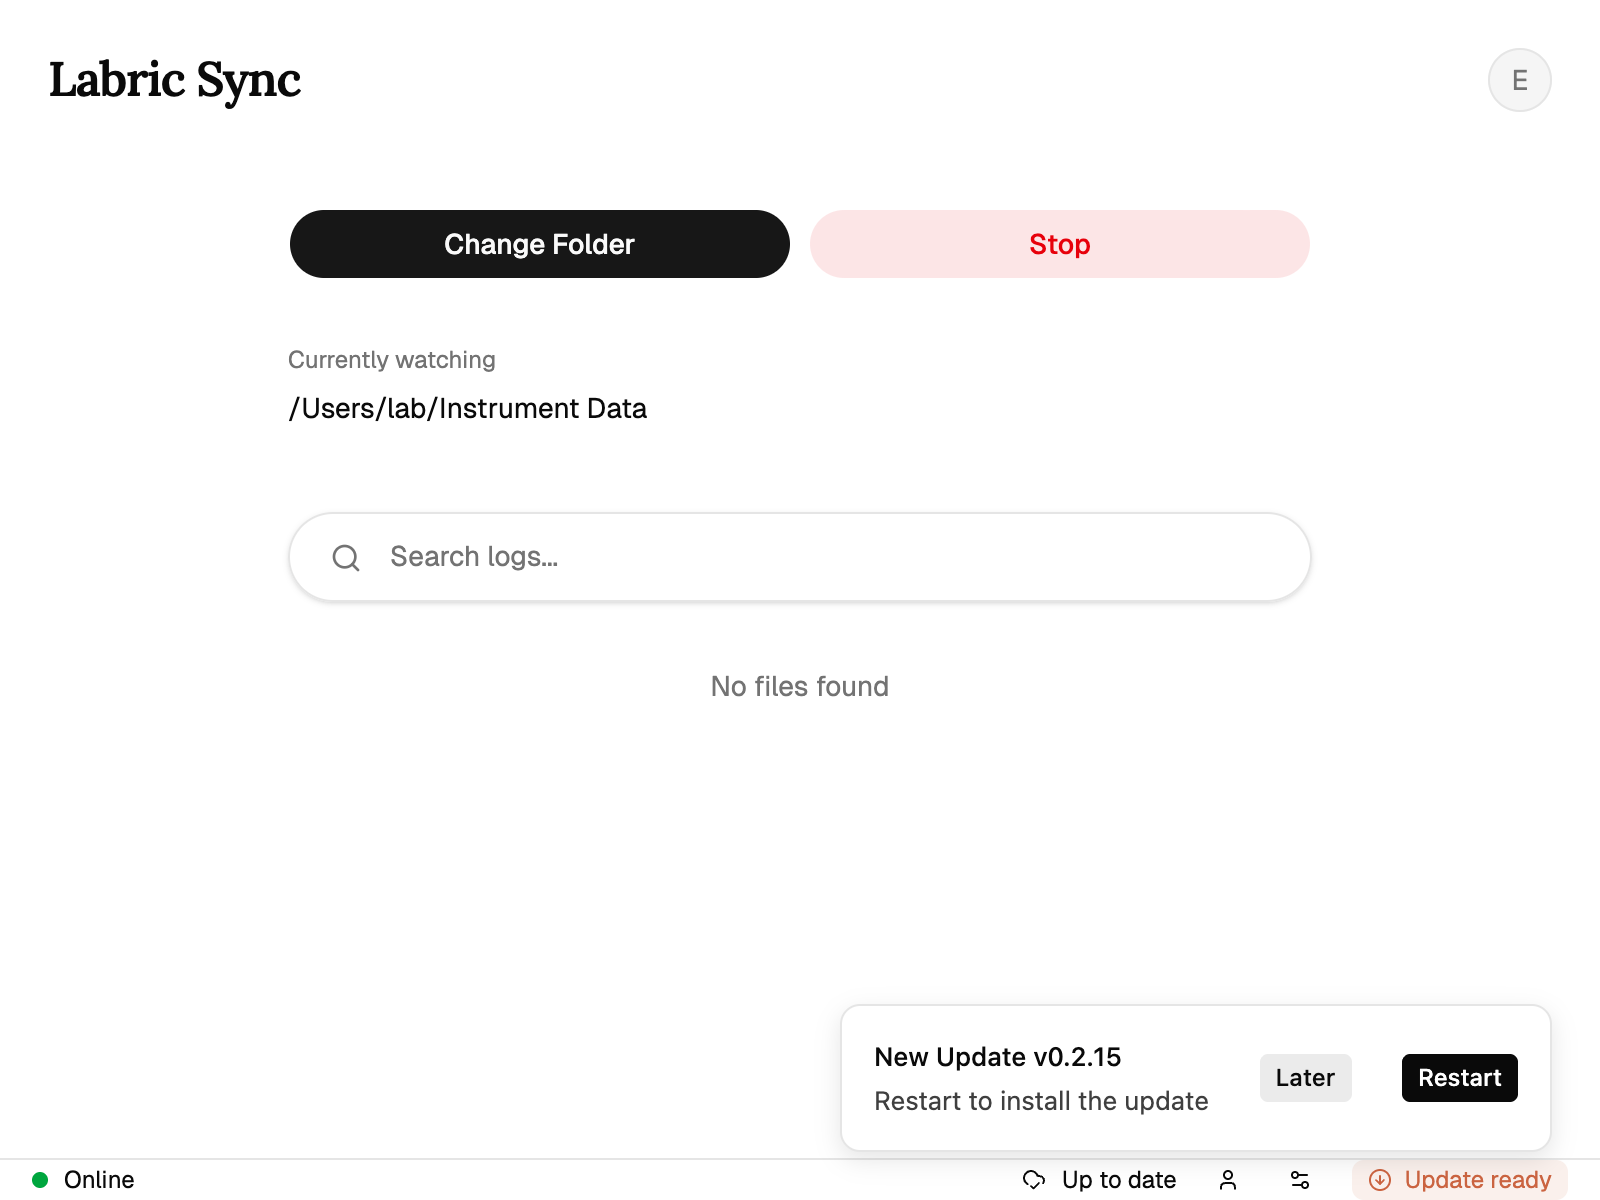 Labric Sync
E
Change Folder
Stop
Currently watching
/Users/lab/Instrument Data
Search logs...
No files found
New Update v0.2.15
Restart to install the update
Later
Restart
Online
Up to date
Update ready